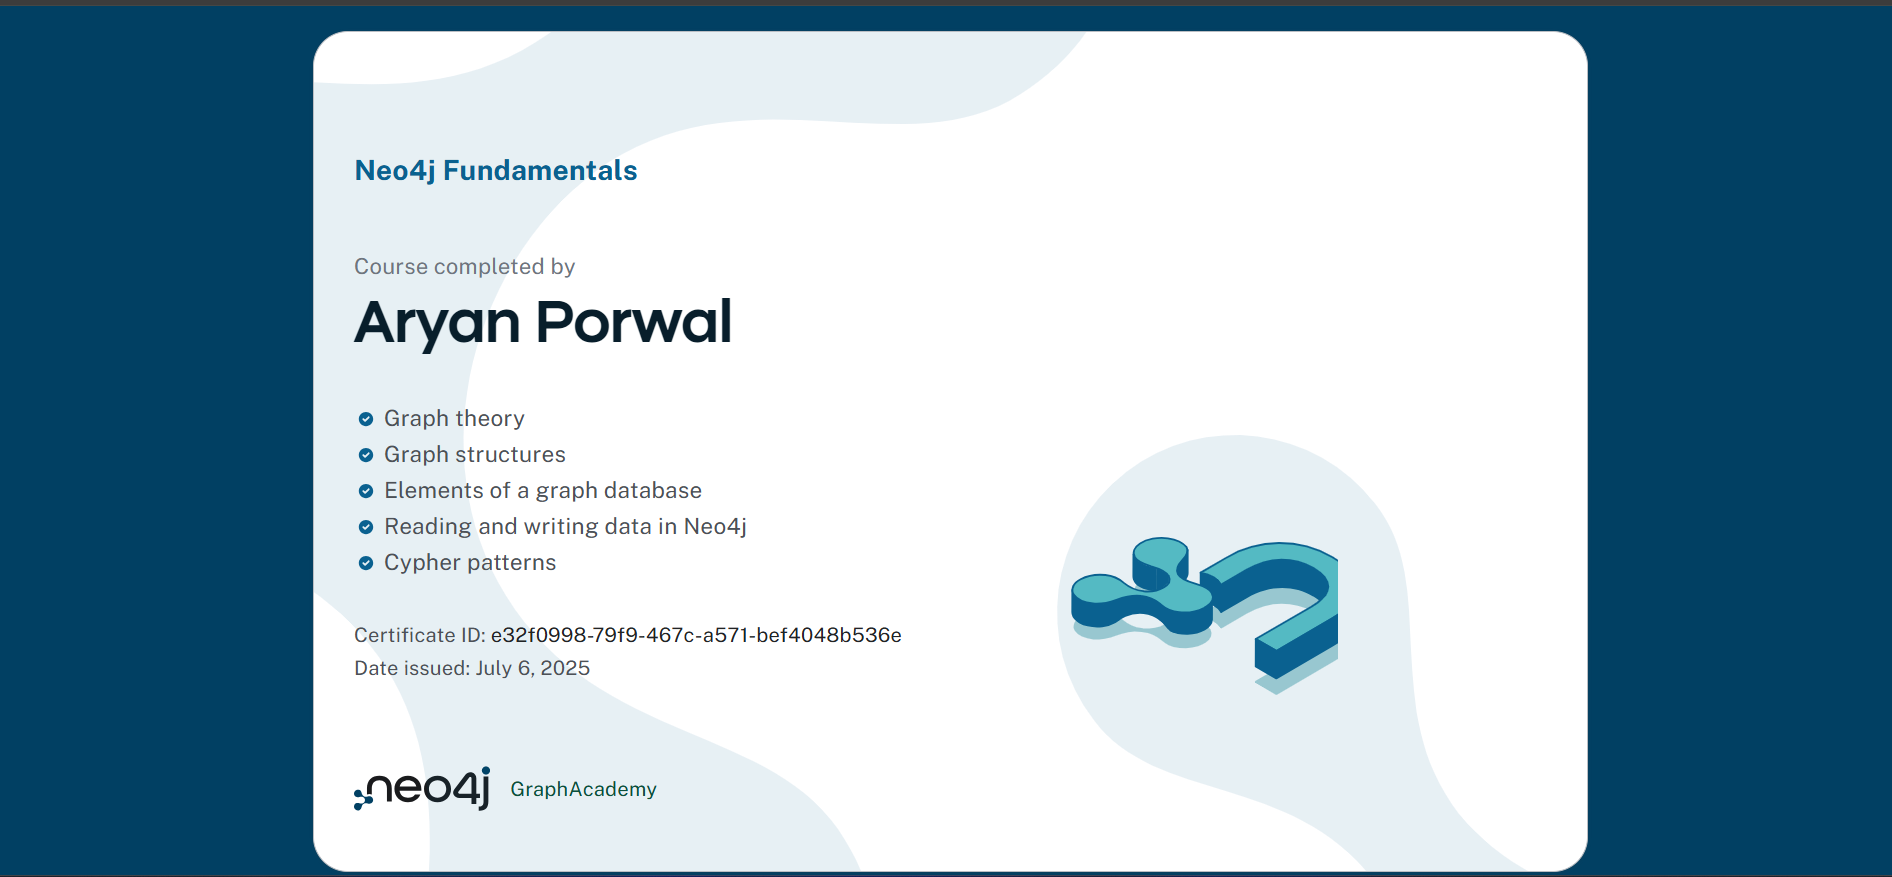 Neo4j Fundamentals
Course completed by
Aryan Porwal
Graph theory
Graph structures
Elements of a graph database
Reading and writing data in Neo4j
Cypher patterns
Certificate ID: e32f0998-79f9-467c-a571-bef4048b536e
Date issued: July 6, 2025
neo4j GraphAcademy